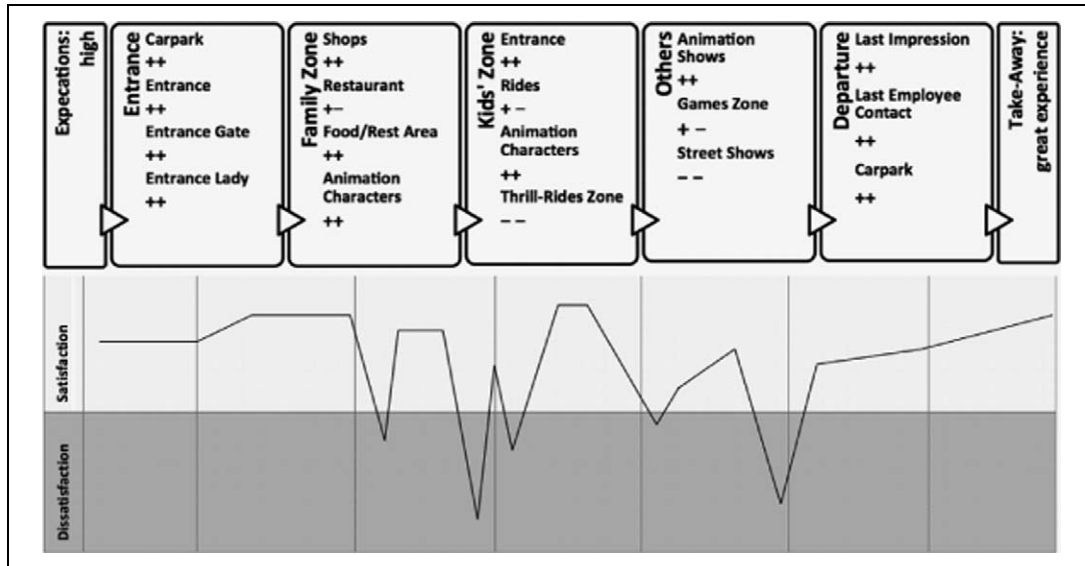 Expecations:
high
Entrance
Carpark
++
Entrance
++
Entrance Gate
++
Entrance Lady
++
Family Zone
Shops
++
Restaurant
+–
Food/Rest Area
++
Animation
Characters
++
Kids' Zone
Entrance
++
Rides
+ –
Animation
Characters
++
Thrill-Rides Zone
– –
Others
Animation
Shows
++
Games Zone
+ –
Street Shows
– –
Departure
Last Impression
++
Last Employee
Contact
++
Carpark
++
Take-Away:
great experience
Satisfaction
Dissatisfaction